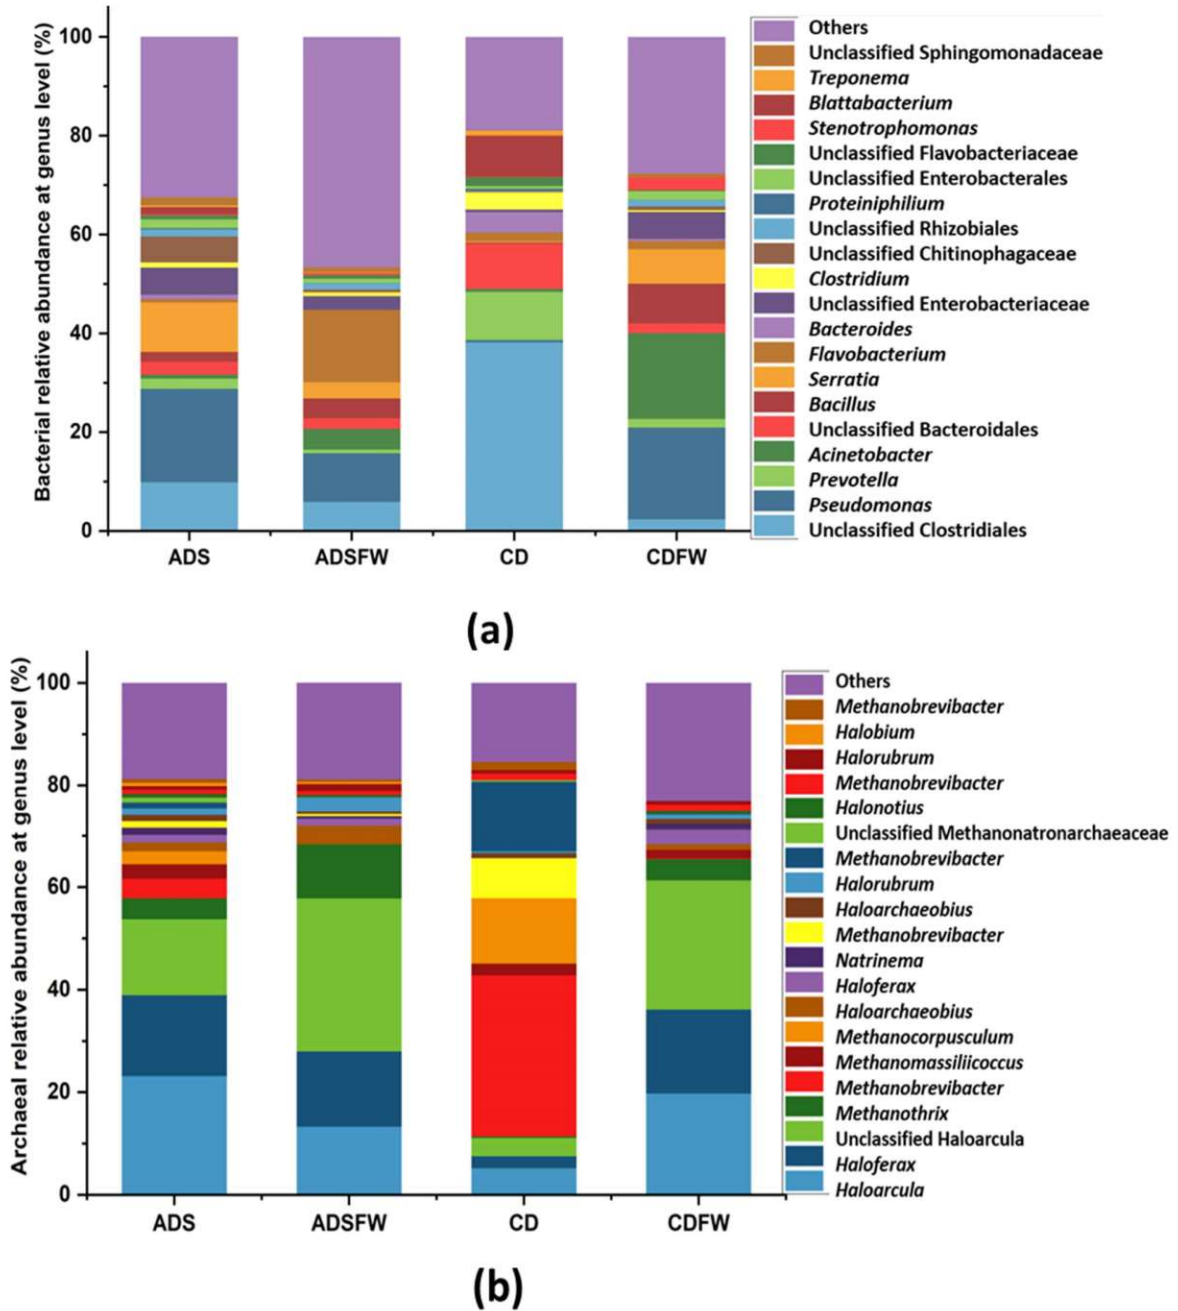 Bacterial relative abundance at genus level (%)
100
80
60
40
20
0
ADS
ADSFW
CD
CDFW
Others
Unclassified Sphingomonadaceae
Treponema
Blattabacterium
Stenotrophomonas
Unclassified Flavobacteriaceae
Unclassified Enterobacterales
Proteiniphilium
Unclassified Rhizobiales
Unclassified Chitinophagaceae
Clostridium
Unclassified Enterobacteriaceae
Bacteroides
Flavobacterium
Serratia
Bacillus
Unclassified Bacteroidales
Acinetobacter
Prevotella
Pseudomonas
Unclassified Clostridiales
(a)
Archaeal relative abundance at genus level (%)
100
80
60
40
20
0
ADS
ADSFW
CD
CDFW
Others
Methanobrevibacter
Halobium
Halorubrum
Methanobrevibacter
Halonotius
Unclassified Methanonatronarchaeaceae
Methanobrevibacter
Halorubrum
Haloarchaeobius
Methanobrevibacter
Natrinema
Haloferax
Haloarchaeobius
Methanocorpusculum
Methanomassiliicoccus
Methanobrevibacter
Methanothrix
Unclassified Haloarcula
Haloferax
Haloarcula
(b)